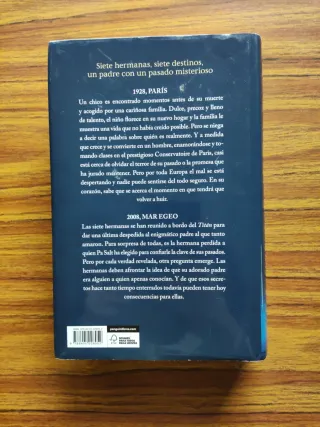 Siete hermanas, siete destinos,
un padre con un pasado misterioso
1928, PARÍS
Un chico es encontrado momentos antes de su muerte
y acogido por una cariñosa familia. Dulce, precoz y lleno
de talento, el niño florece en su nuevo hogar y la familia le
muestra una vida que no había creído posible. Pero se niega
a decir una palabra sobre quién es realmente. Y a medida
que crece y se convierte en un hombre, enamorándose y to-
mando clases en el prestigioso Conservatoire de París, casi
está cerca de olvidar el terror de su pasado o la promesa que
ha jurado mantener. Pero por toda Europa el mal se está
despertando y nadie puede sentirse del todo seguro. En su
corazón, sabe que se acerca el momento en que tendrá que
volver a huir.
2008, MAR EGEO
Las siete hermanas se han reunido a bordo del Titán para
dar una última despedida al enigmático padre al que tanto
amaron. Para sorpresa de todas, es la hermana perdida a
quien Pa Salt ha elegido para confiarle la clave de sus pasados.
Pero por cada verdad revelada, otra pregunta emerge. Las
hermanas deben afrontar la idea de que su adorado padre
era alguien a quien apenas conocían. Y de que esos secre-
tos hace tanto tiempo enterrados todavía pueden tener hoy
consecuencias para ellas.
penguinlibros.com